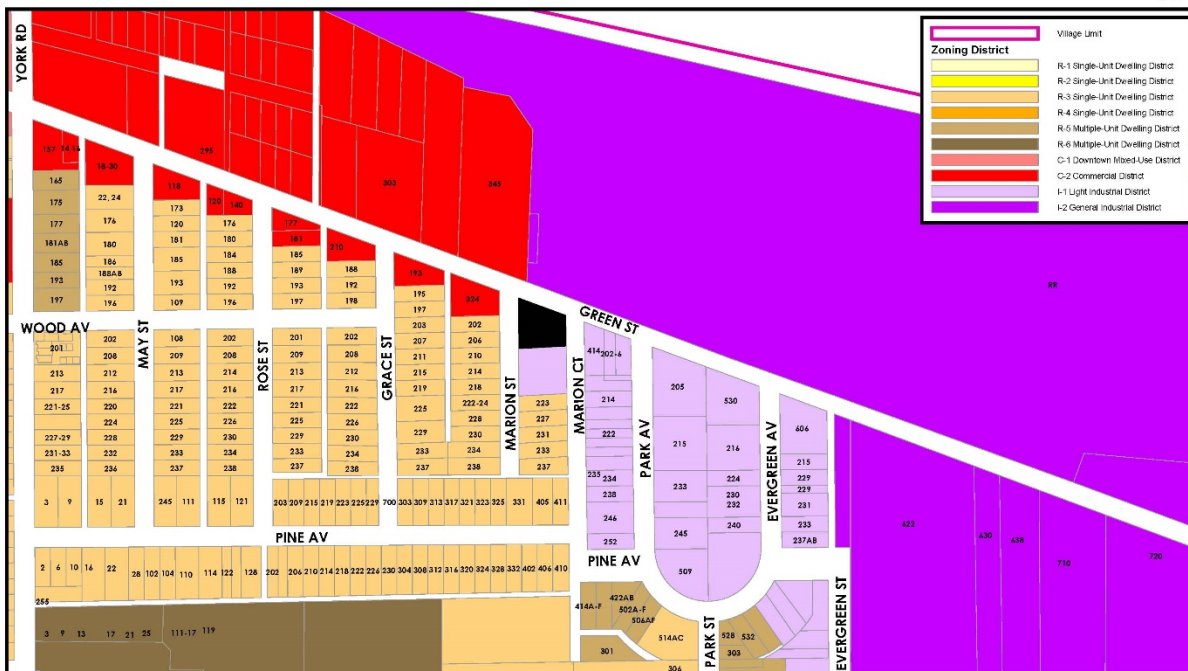 YORK RD
Village Limit
Zoning District
R-1 Single-Unit Dwelling District
R-2 Single-Unit Dwelling District
R-3 Single-Unit Dwelling District
R-4 Single-Unit Dwelling District
R-5 Multiple-Unit Dwelling District
R-6 Multiple-Unit Dwelling District
C-1 Downtown Mixed-Use District
C-2 Commercial District
I-1 Light Industrial District
I-2 General Industrial District
157 14,16 18-30 118 120 140 295 303 345
165 22, 24 173 177 181 210 193 324 RR
175 176 120 176 185 188 195 202
177 180 181 180 189 192 197 206
181AB 186 185 184 193 198 203 210
185 188AB 193 188 197 207 214
193 192 109 192 211 218
197 196 196 215 222-24
WOOD AV
MAY ST
ROSE ST
GRACE ST
MARION ST
MARION CT
GREEN ST
PARK AV
EVERGREEN AV
201 202 108 202 201 202 219 228
213 208 209 208 209 208 225 230
217 212 213 214 213 212 229 234
221-25 216 217 216 217 216 233 238
227-29 220 221 222 221 222 237
231-33 224 225 226 225 226
235 228 229 230 229 230
232 233 234 233 234
236 237 238 237 238
223
227
231
233
237
414 202-6 205 530 606
214 215 216 215
222 233 224 229
235 234 230 229
238 232 231
246 245 240 233
252 509 237AB
622 630 638 710 720
3 9 15 21 245 111 115 121 203 209 215 219 223 225 229 700 303 309 313 317 321 323 325 331 405 411
PINE AV
PINE AV
2 6 10 16 22 28 102 104 110 114 122 128 202 206 210 214 218 222 226 230 304 308 312 316 320 324 328 332 402 406 410
255
3 9 13 17 21 25 111-17 119
414A-F 422AB
502A-F
506AF
514AC 528 532
301 306 303
PARK ST
EVERGREEN ST